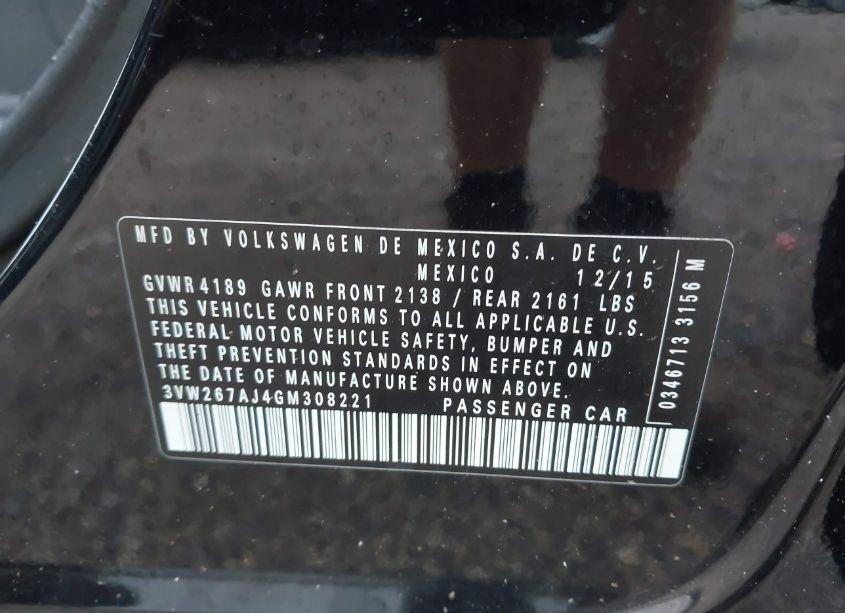 MFD BY VOLKSWAGEN DE MEXICO S.A. DE C.V.
MEXICO 12/15
GVWR 4189 GAWR FRONT 2138 / REAR 2161 LBS
THIS VEHICLE CONFORMS TO ALL APPLICABLE U.S.
FEDERAL MOTOR VEHICLE SAFETY, BUMPER AND
THEFT PREVENTION STANDARDS IN EFFECT ON
THE DATE OF MANUFACTURE SHOWN ABOVE.
3VW267AJ4GM308221 PASSENGER CAR
0346713 3156 M